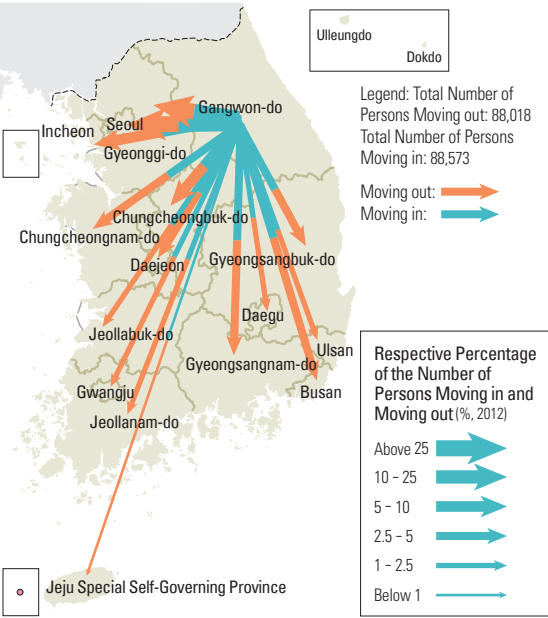 Ulleungdo
Dokdo
Gangwon-do
Seoul
Incheon
Gyeonggi-do
Legend: Total Number of
Persons Moving out: 88,018
Total Number of Persons
Moving in: 88,573
Moving out:
Moving in:
Chungcheongbuk-do
Chungcheongnam-do
Daejeon
Gyeongsangbuk-do
Daegu
Jeollabuk-do
Ulsan
Gyeongsangnam-do
Gwangju
Busan
Jeollanam-do
Jeju Special Self-Governing Province
Respective Percentage
of the Number of
Persons Moving in and
Moving out (%, 2012)
Above 25
10 – 25
5 – 10
2.5 – 5
1 – 2.5
Below 1